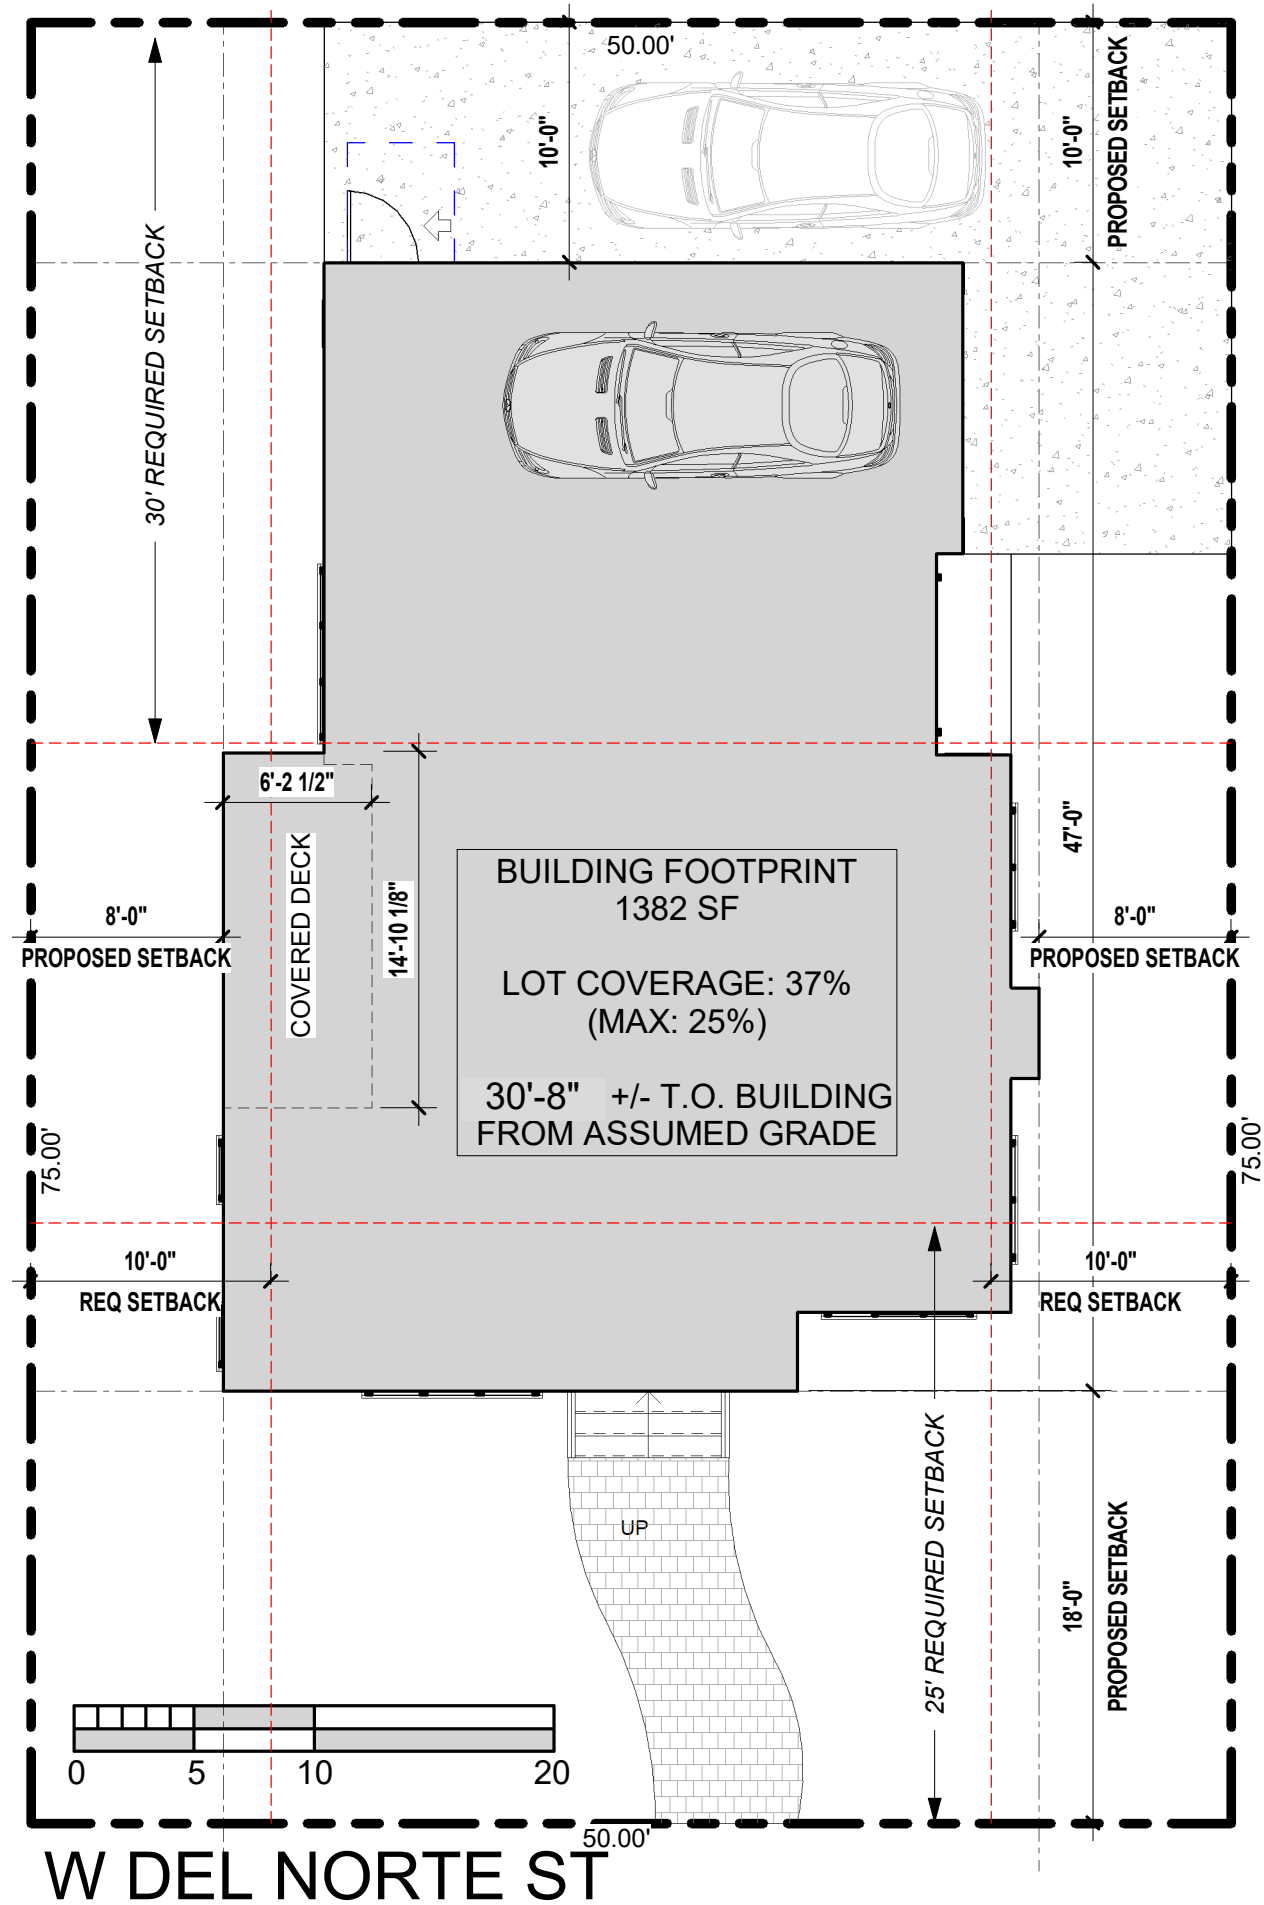 50.00'
10'-0"
10'-0"
PROPOSED SETBACK
30' REQUIRED SETBACK
6'-2 1/2"
COVERED DECK
14'-10 1/8"
47'-0"
BUILDING FOOTPRINT
1382 SF
LOT COVERAGE: 37%
(MAX: 25%)
30'-8" +/- T.O. BUILDING
FROM ASSUMED GRADE
8'-0"
PROPOSED SETBACK
8'-0"
PROPOSED SETBACK
75.00'
75.00'
10'-0"
REQ SETBACK
10'-0"
REQ SETBACK
25' REQUIRED SETBACK
UP
18'-0"
PROPOSED SETBACK
0 5 10 20
50.00'
W DEL NORTE ST